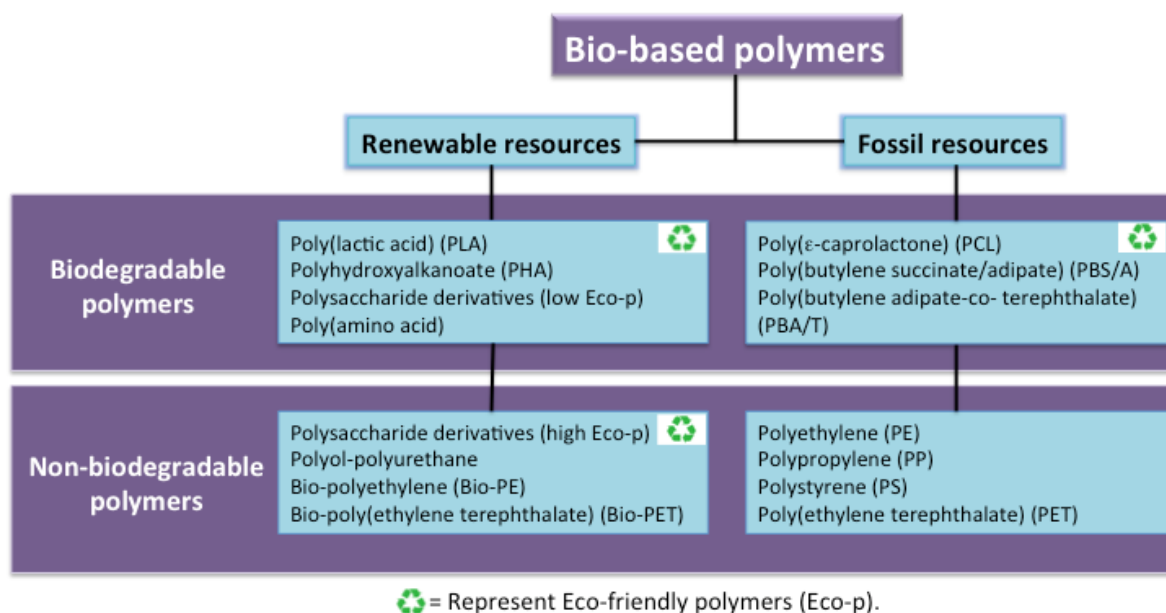 Bio-based polymers
Renewable resources
Fossil resources
Biodegradable
polymers
Poly(lactic acid) (PLA)
Polyhydroxyalkanoate (PHA)
Polysaccharide derivatives (low Eco-p)
Poly(amino acid)
Poly(ε-caprolactone) (PCL)
Poly(butylene succinate/adipate) (PBS/A)
Poly(butylene adipate-co- terephthalate)
(PBA/T)
Non-biodegradable
polymers
Polysaccharide derivatives (high Eco-p)
Polyol-polyurethane
Bio-polyethylene (Bio-PE)
Bio-poly(ethylene terephthalate) (Bio-PET)
Polyethylene (PE)
Polypropylene (PP)
Polystyrene (PS)
Poly(ethylene terephthalate) (PET)
= Represent Eco-friendly polymers (Eco-p).